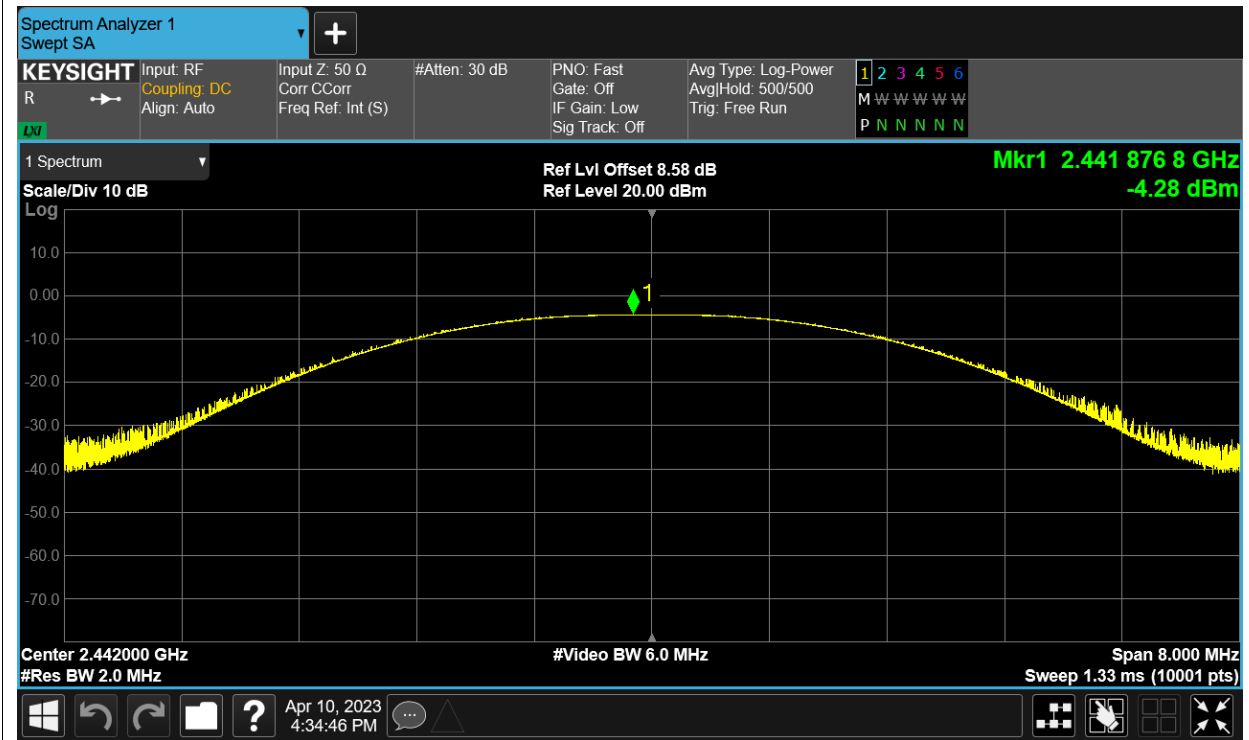 Spectrum Analyzer 1
Swept SA
KEYSIGHT
R
LXI
Input: RF
Coupling: DC
Align: Auto
Input Z: 50 Ω
Corr CCorr
Freq Ref: Int (S)
#Atten: 30 dB
PNO: Fast
Gate: Off
IF Gain: Low
Sig Track: Off
Avg Type: Log-Power
Avg|Hold: 500/500
Trig: Free Run
1 2 3 4 5 6
M W W W W W
P N N N N N
1 Spectrum
Scale/Div 10 dB
Ref Lvl Offset 8.58 dB
Ref Level 20.00 dBm
Mkr1 2.441 876 8 GHz
-4.28 dBm
Log
10.0
0.00
1
-10.0
-20.0
-30.0
-40.0
-50.0
-60.0
-70.0
Center 2.442000 GHz
#Video BW 6.0 MHz
Span 8.000 MHz
#Res BW 2.0 MHz
Sweep 1.33 ms (10001 pts)
?
Apr 10, 2023
4:34:46 PM